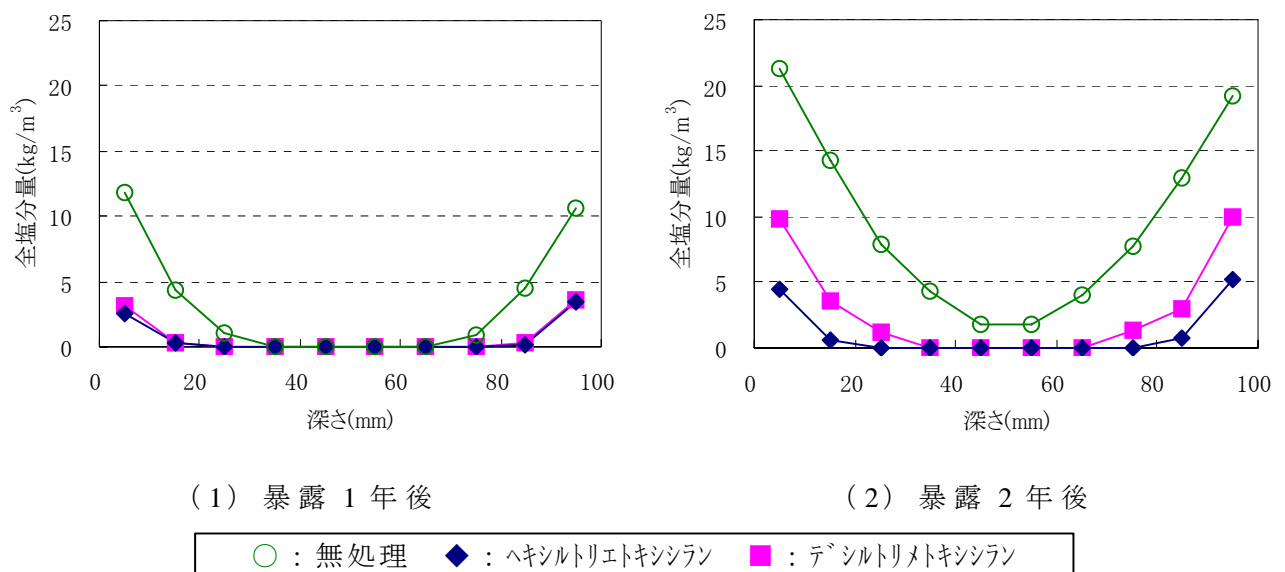 25
20
15
10
5
0
全塩分量(kg/m³)
0 20 40 60 80 100
深さ(mm)
(1) 暴露 1 年後
25
20
15
10
5
0
全塩分量(kg/m³)
0 20 40 60 80 100
深さ(mm)
(2) 暴露 2 年後
○ : 無処理 ◆ : ﾍｷｼﾙﾄﾘｴﾄｷｼｼﾗﾝ ■ : ﾃﾞｼﾙﾄﾘﾒﾄｷｼｼﾗﾝ